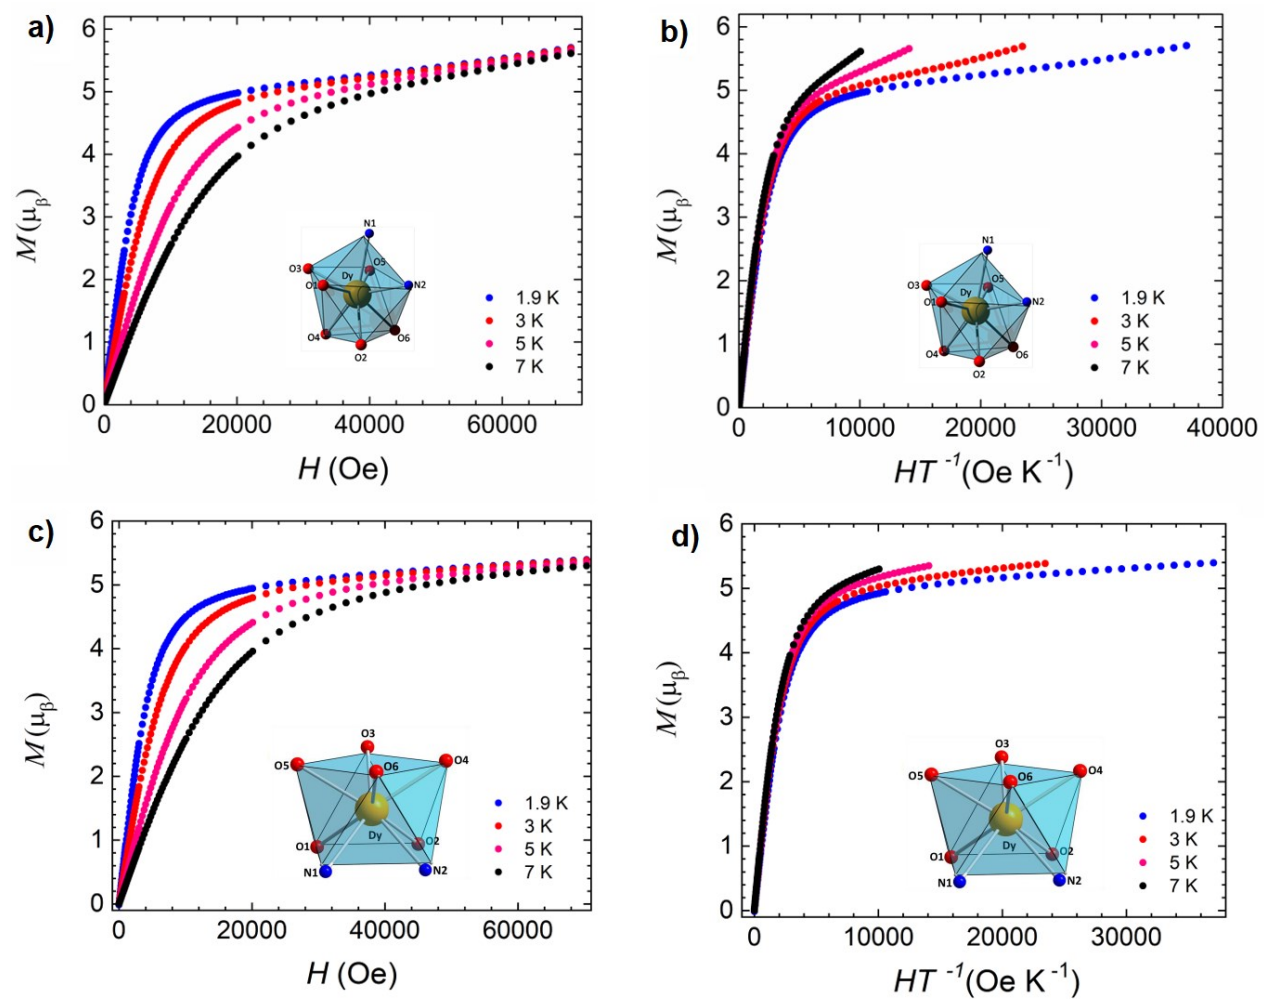 a)
6
5
4
3
2
1
0
M (μβ)
N1
O3
O5
Dy
O1
N2
O4
O6
O2
1.9 K
3 K
5 K
7 K
0 20000 40000 60000
H (Oe)
b)
6
5
4
3
2
1
0
M (μβ)
N1
O3
O5
Dy
O1
N2
O4
O6
O2
1.9 K
3 K
5 K
7 K
0 10000 20000 30000 40000
HT -1(Oe K-1)
c)
6
5
4
3
2
1
0
M (μβ)
O3
O5
O6
O4
Dy
O1
O2
N1
N2
1.9 K
3 K
5 K
7 K
0 20000 40000 60000
H (Oe)
d)
6
5
4
3
2
1
0
M (μβ)
O3
O5
O6
O4
Dy
O1
O2
N1
N2
1.9 K
3 K
5 K
7 K
0 10000 20000 30000
HT -1(Oe K-1)